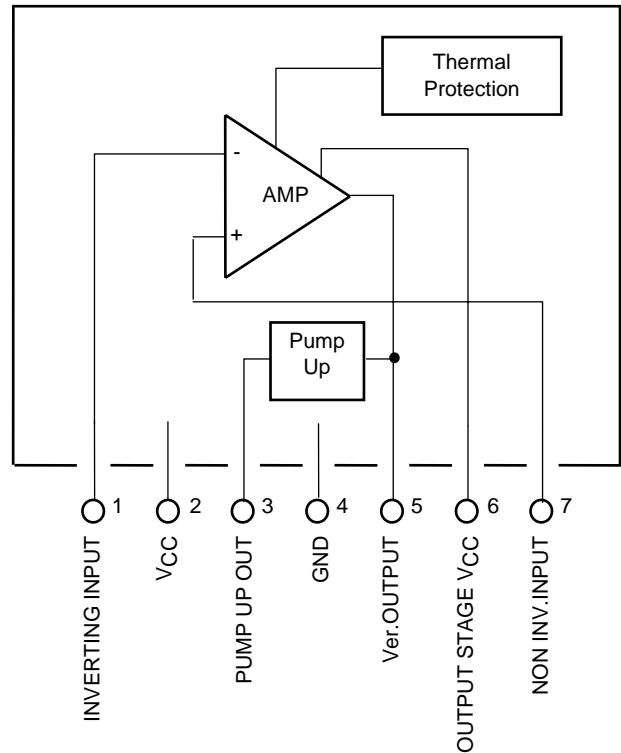 Thermal
Protection
-
AMP
+
Pump
Up
1
2
3
4
5
6
7
INVERTING INPUT
VCC
PUMP UP OUT
GND
Ver.OUTPUT
OUTPUT STAGE VCC
NON INV.INPUT